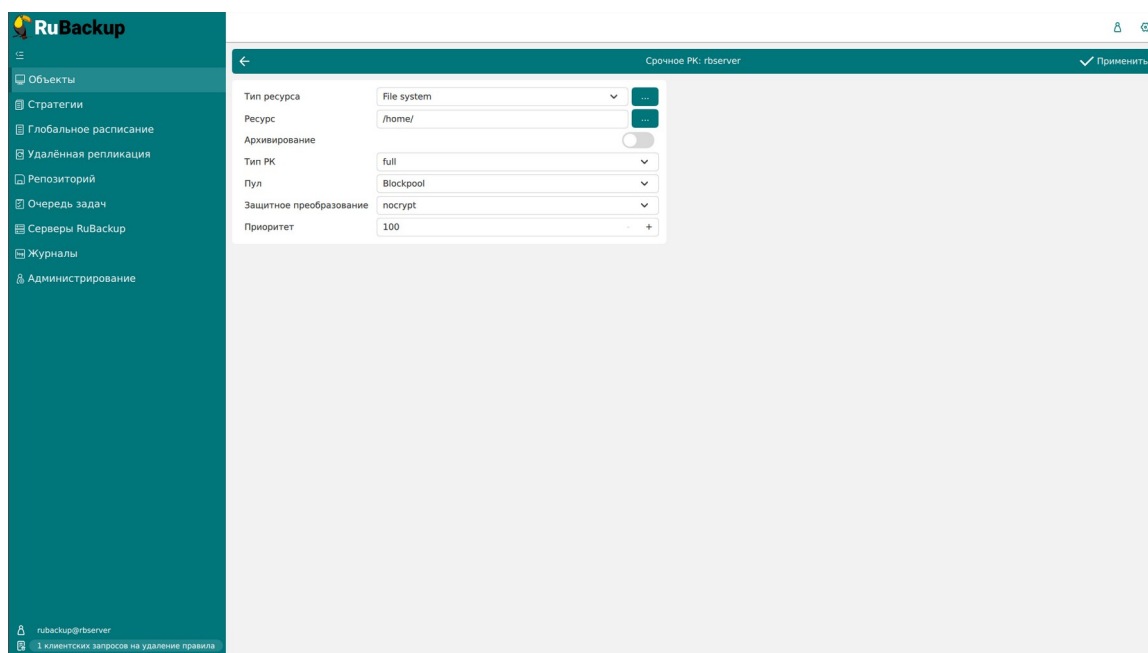 RuBackup
Срочное РК: rbserver
Применить
Объекты
Стратегии
Глобальное расписание
Удалённая репликация
Репозиторий
Очередь задач
Серверы RuBackup
Журналы
Администрирование
Тип ресурса File system ...
Ресурс /home/ ...
Архивирование
Тип РК full
Пул Blockpool
Защитное преобразование nocrypt
Приоритет 100 - +
rubackup@rbserver
1 клиентских запросов на удаление правила